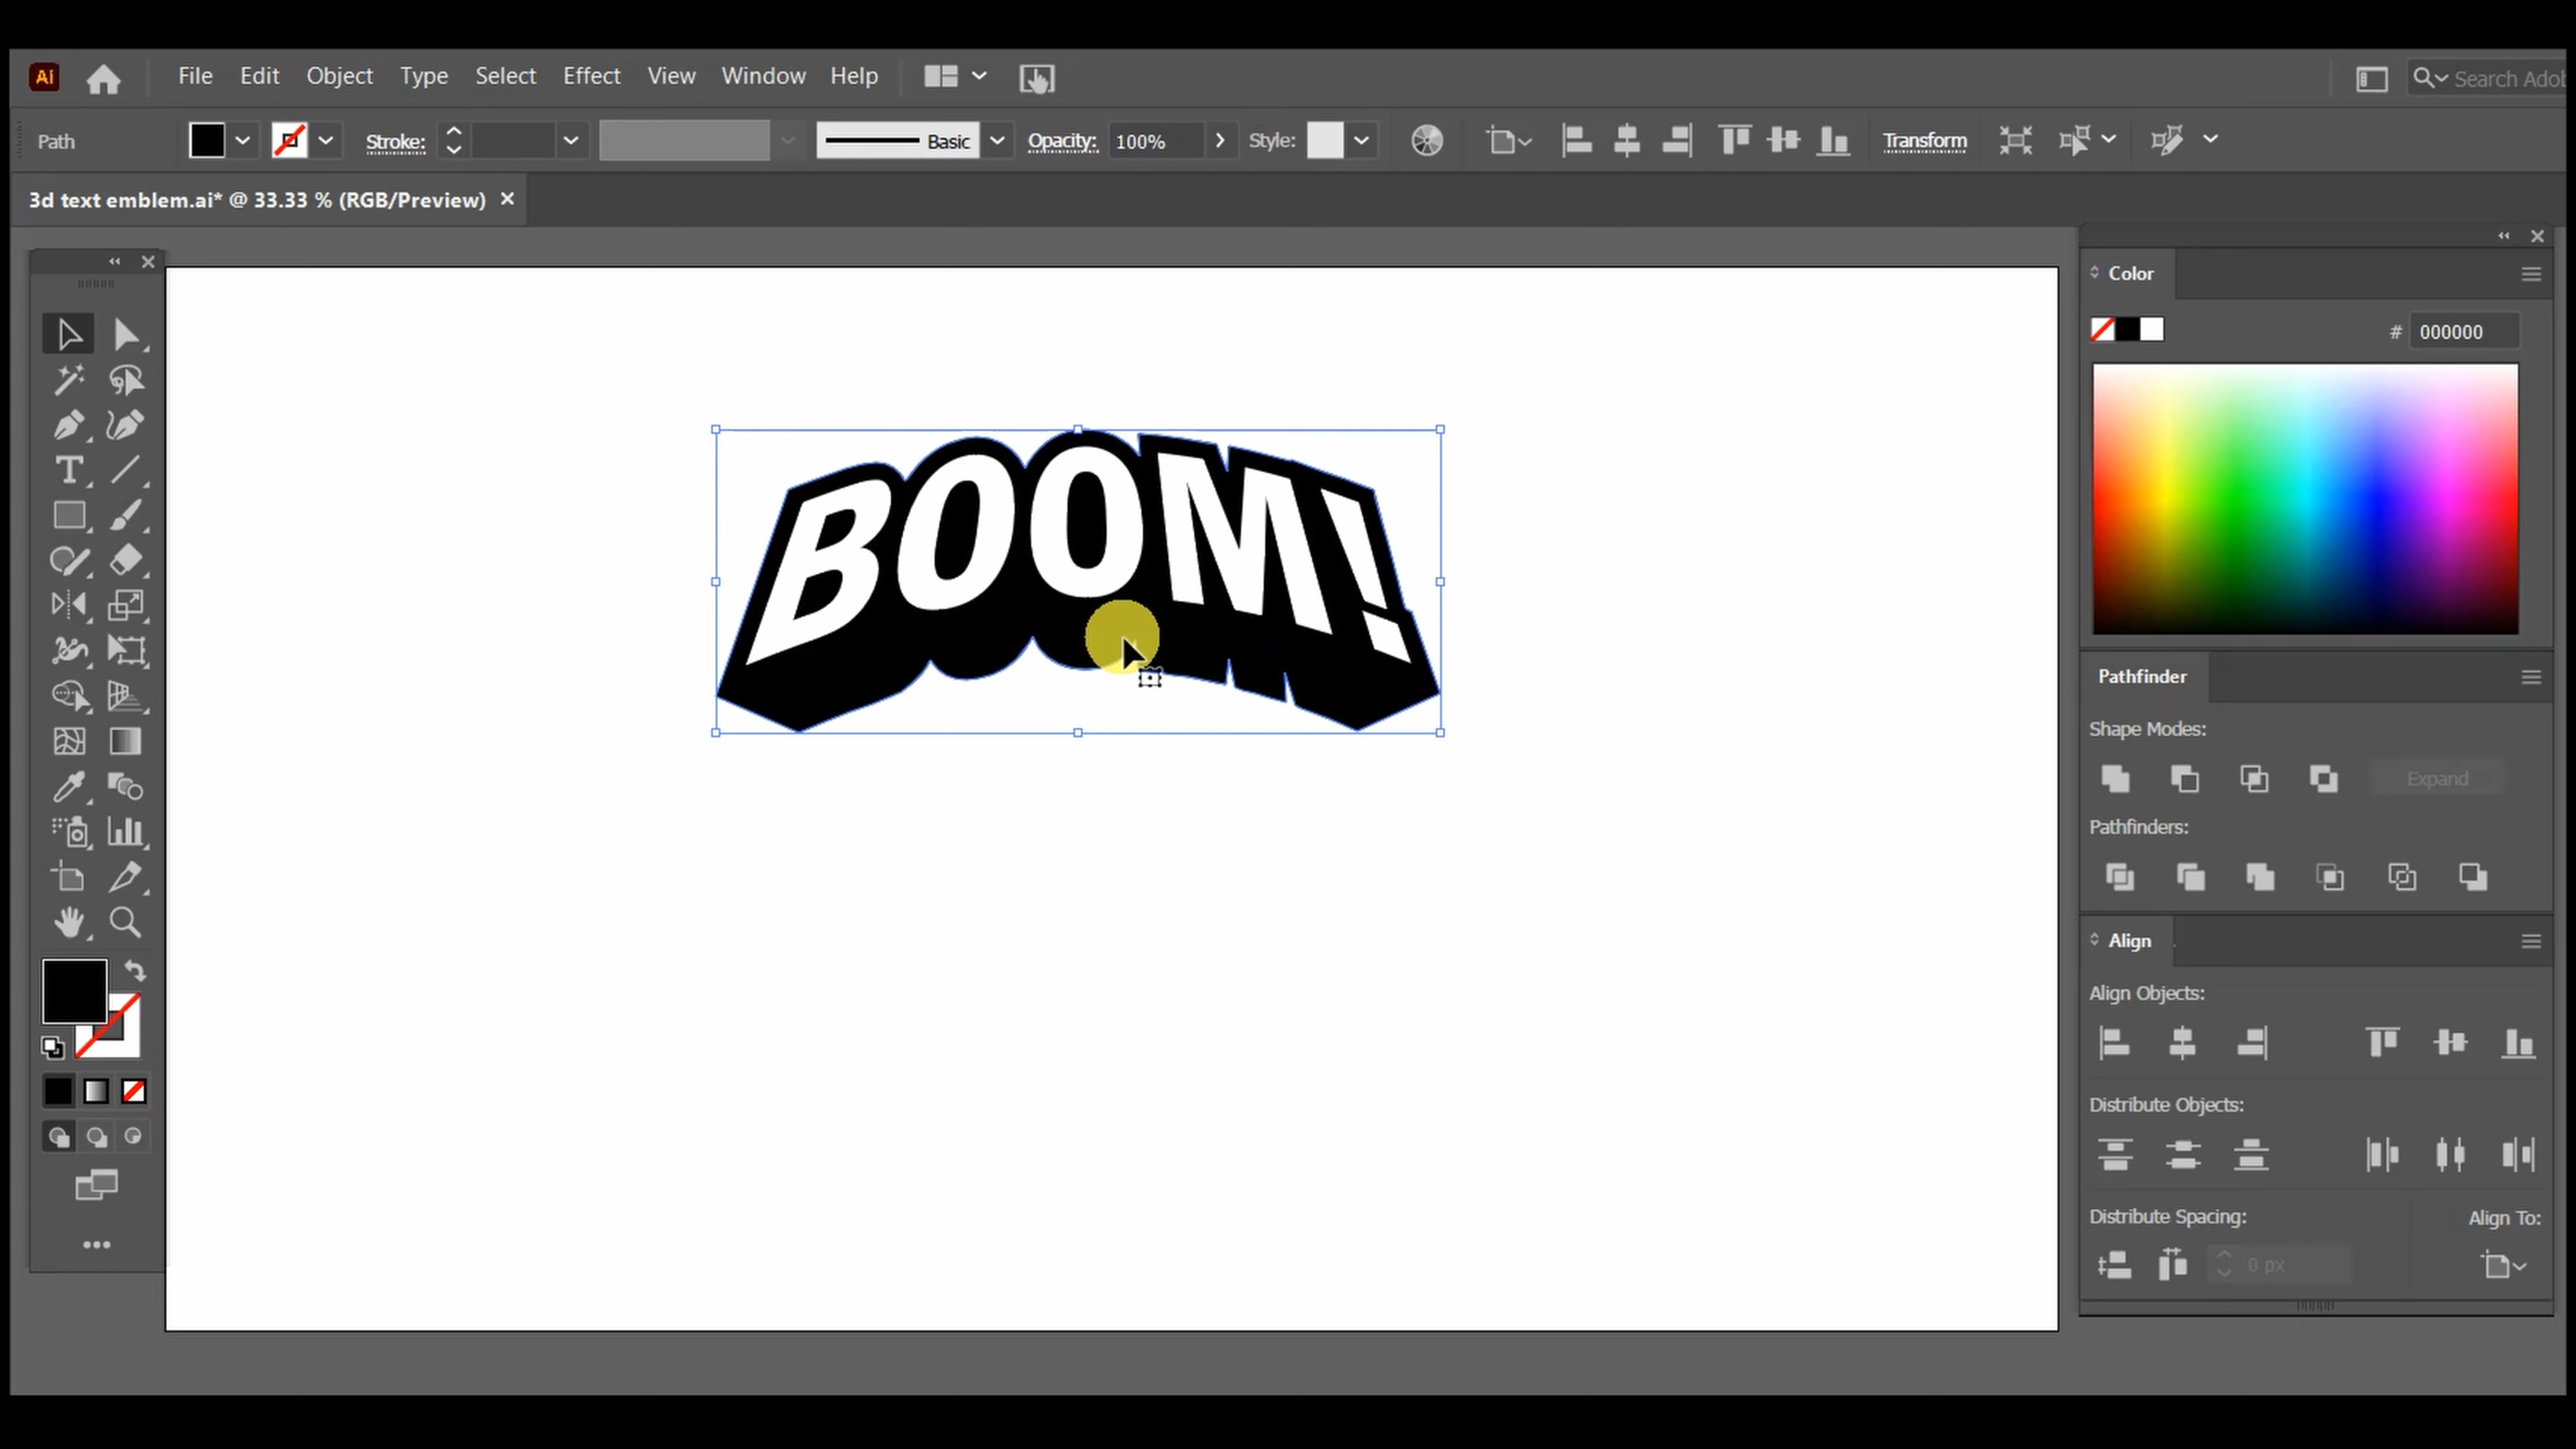 Ai File Edit Object Type Select Effect View Window Help
Path Stroke: Basic Opacity: 100% Style: Transform
3d text emblem.ai* @ 33.33 % (RGB/Preview)
Color
# 000000
BOOM!
Pathfinder
Shape Modes:
Expand
Pathfinders:
Align
Align Objects:
Distribute Objects:
Distribute Spacing: Align To:
0 px